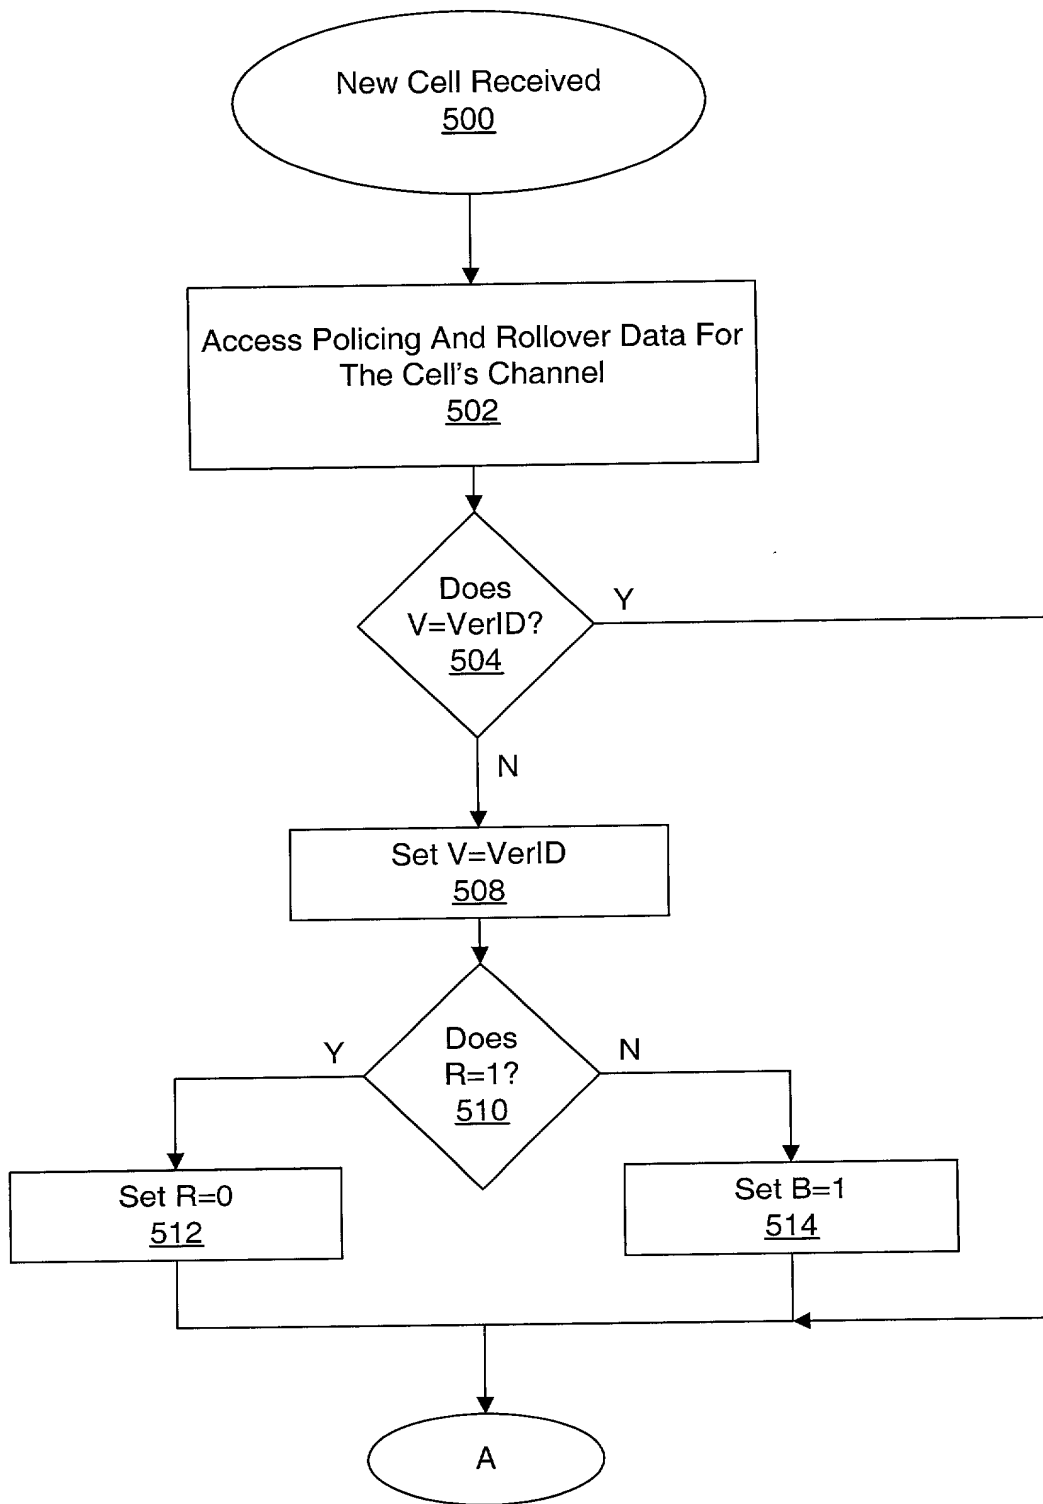 New Cell Received
500
Access Policing And Rollover Data For
The Cell's Channel
502
Does
V=VerID?
504
Y
N
Set V=VerID
508
Does
R=1?
510
Y
N
Set R=0
512
Set B=1
514
A